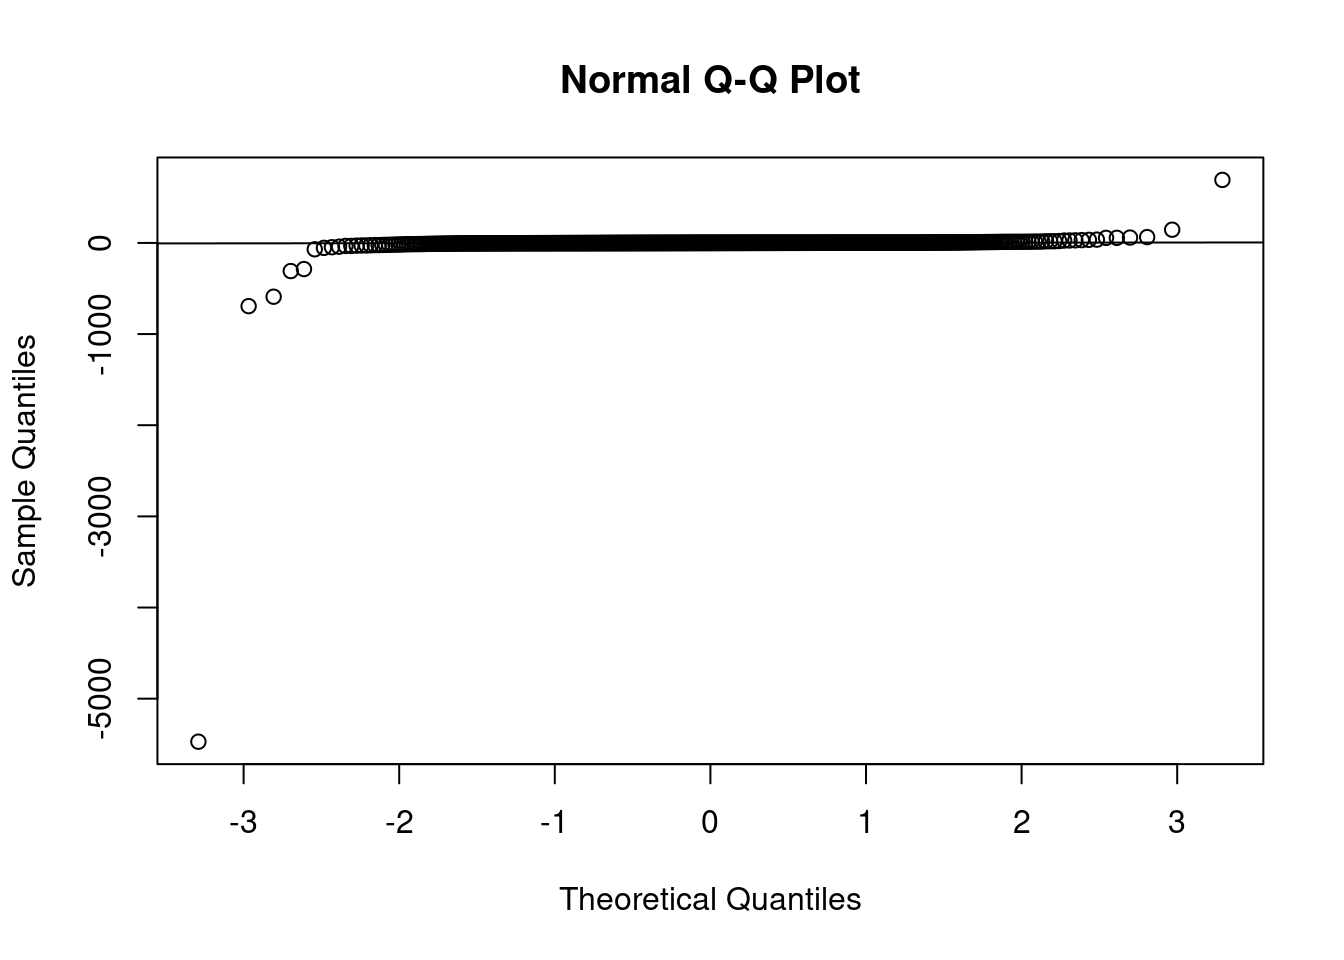 Normal Q-Q Plot
Sample Quantiles
0
-1000
-3000
-5000
-3 -2 -1 0 1 2 3
Theoretical Quantiles